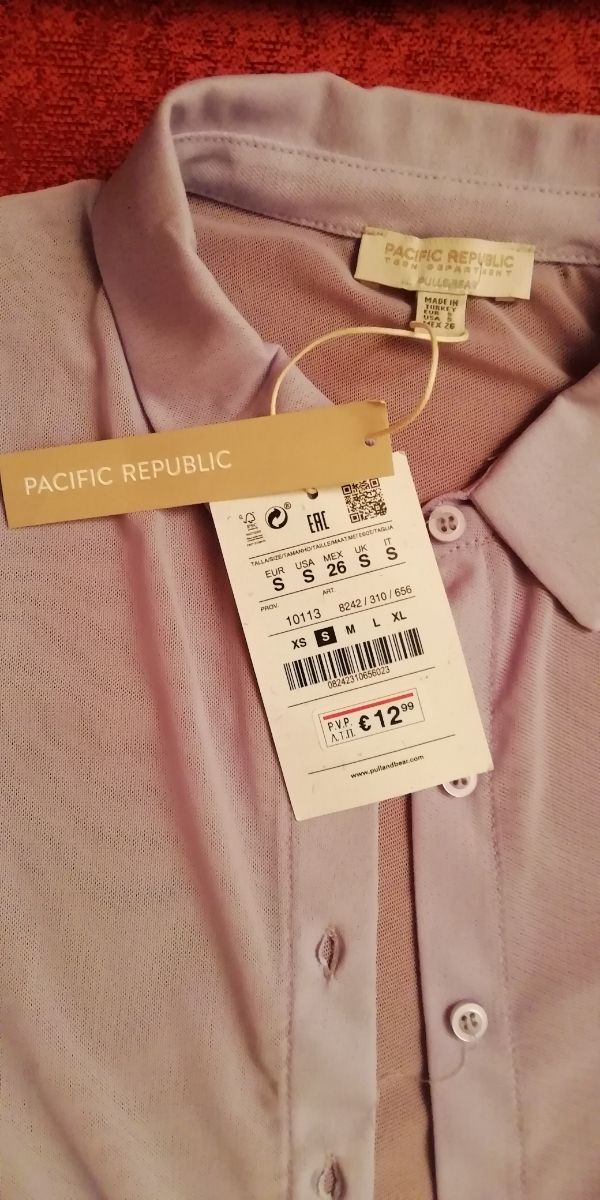 PACIFIC REPUBLIC
TEEN DEPARTMENT
PULL&BEAR
MADE IN
TURKEY
EUR S
USA S
MEX 26
PACIFIC REPUBLIC
FSC
®
EAC
TALLA/SIZE/TAMANHO/TAILLE/MAAT/ΜΕΓΕΘΟΣ/TAGLIA
EUR USA MEX UK IT
S S 26 S S
PROV. ART.
10113 8242 / 310 / 656
XS S M L XL
08242310656023
P.V.P.
Λ.Τ.Π.
€12 99
www.pullandbear.com